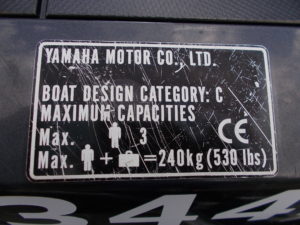 YAMAHA MOTOR CO., LTD.
BOAT DESIGN CATEGORY: C
MAXIMUM CAPACITIES
Max. 3
CE
Max. + = 240kg (530 lbs)
344